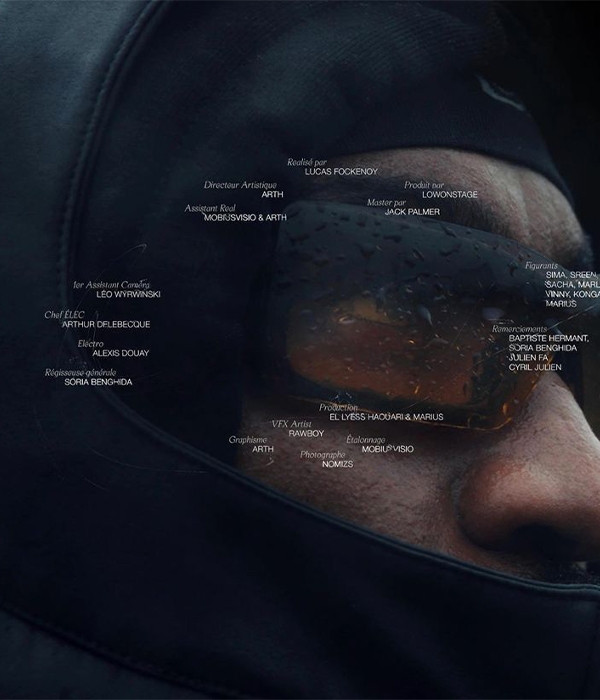 Realisé par
LUCAS FOCKENOY
Directeur Artistique
ARTH
Produit par
LOWONSTAGE
Assistant Real
MOBIUSVISIO & ARTH
Master par
JACK PALMER
Figurants
SIMA, SREEN,
SACHA, MARL
VINNY, KONGA
MARIUS
1er Assistant Caméra
LÉO WYRWINSKI
Chef ÉLEC
ARTHUR DELEBECQUE
Remerciements
BAPTISTE HERMANT,
SORIA BENGHIDA
JULIEN FA
CYRIL JULIEN
Eléctro
ALEXIS DOUAY
Régisseuse générale
SORIA BENGHIDA
Production
EL LYESS HAOUARI & MARIUS
VFX Artist
RAWBOY
Graphisme
ARTH
Étalonnage
MOBIUSVISIO
Photographe
NOMIZS